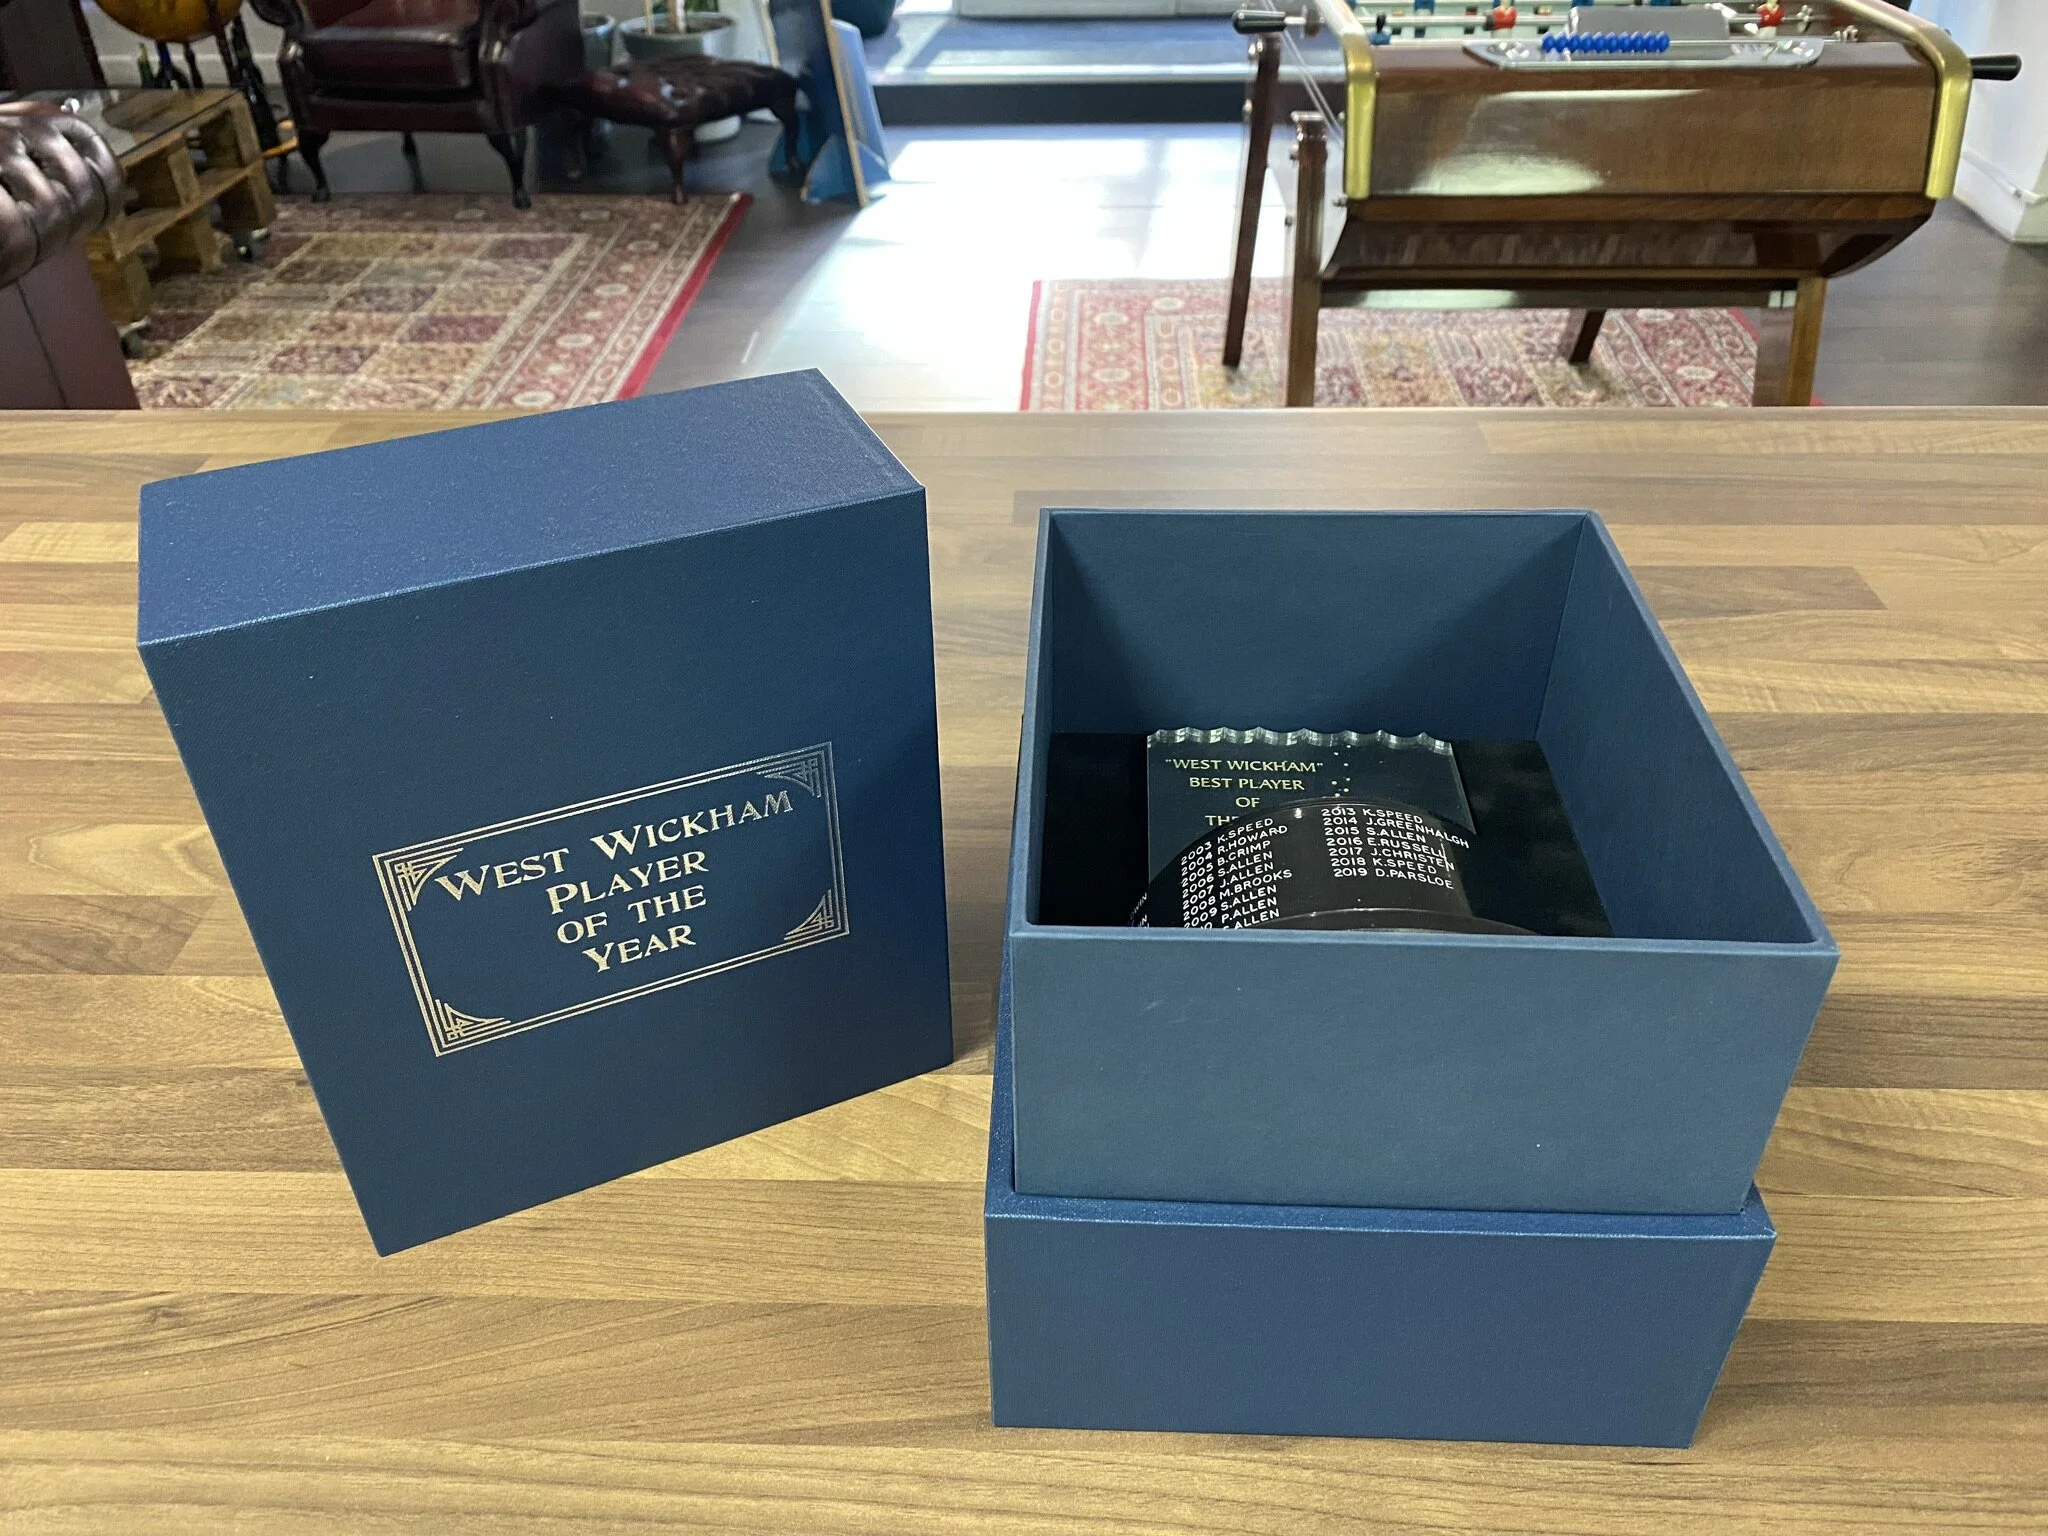 WEST WICKHAM
PLAYER
OF THE
YEAR
"WEST WICKHAM"
BEST PLAYER
OF
THE
2003 K.SPEED
2004 R.HOWARD
2005 B.CRIMP
2006 S.ALLEN
2007 J.ALLEN
2008 M.BROOKS
2009 S.ALLEN
P.ALLEN
ALLEN
2013 K.SPEED
2014 J.GREENHALGH
2015 S.ALLEN
2016 E.RUSSELL
2017 J.CHRISTEN
2018 K.SPEED
2019 D.PARSLOE